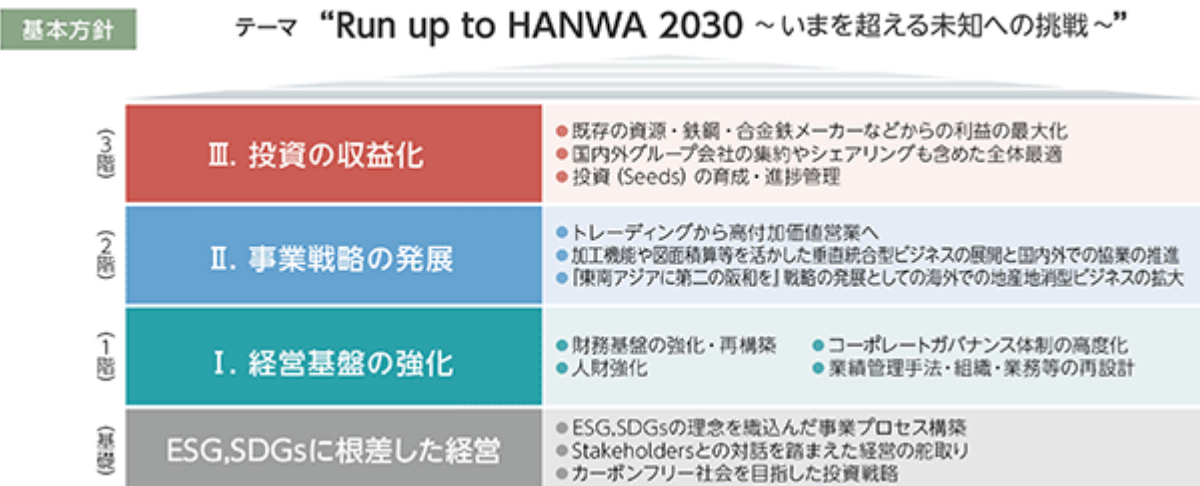 基本方針
テーマ “Run up to HANWA 2030 ～いまを超える未知への挑戦～”
(3階)
Ⅲ. 投資の収益化
●既存の資源・鉄鋼・合金鉄メーカーなどからの利益の最大化
●国内外グループ会社の集約やシェアリングも含めた全体最適
●投資（Seeds）の育成・進捗管理
(2階)
Ⅱ. 事業戦略の発展
●トレーディングから高付加価値営業へ
●加工機能や図面積算等を活かした垂直統合型ビジネスの展開と国内外での協業の推進
●『東南アジアに第二の阪和を』戦略の発展としての海外での地産地消型ビジネスの拡大
(1階)
Ⅰ. 経営基盤の強化
●財務基盤の強化・再構築 ●コーポレートガバナンス体制の高度化
●人財強化 ●業績管理手法・組織・業務等の再設計
(基礎)
ESG,SDGsに根差した経営
●ESG,SDGsの理念を織込んだ事業プロセス構築
●Stakeholdersとの対話を踏まえた経営の舵取り
●カーボンフリー社会を目指した投資戦略